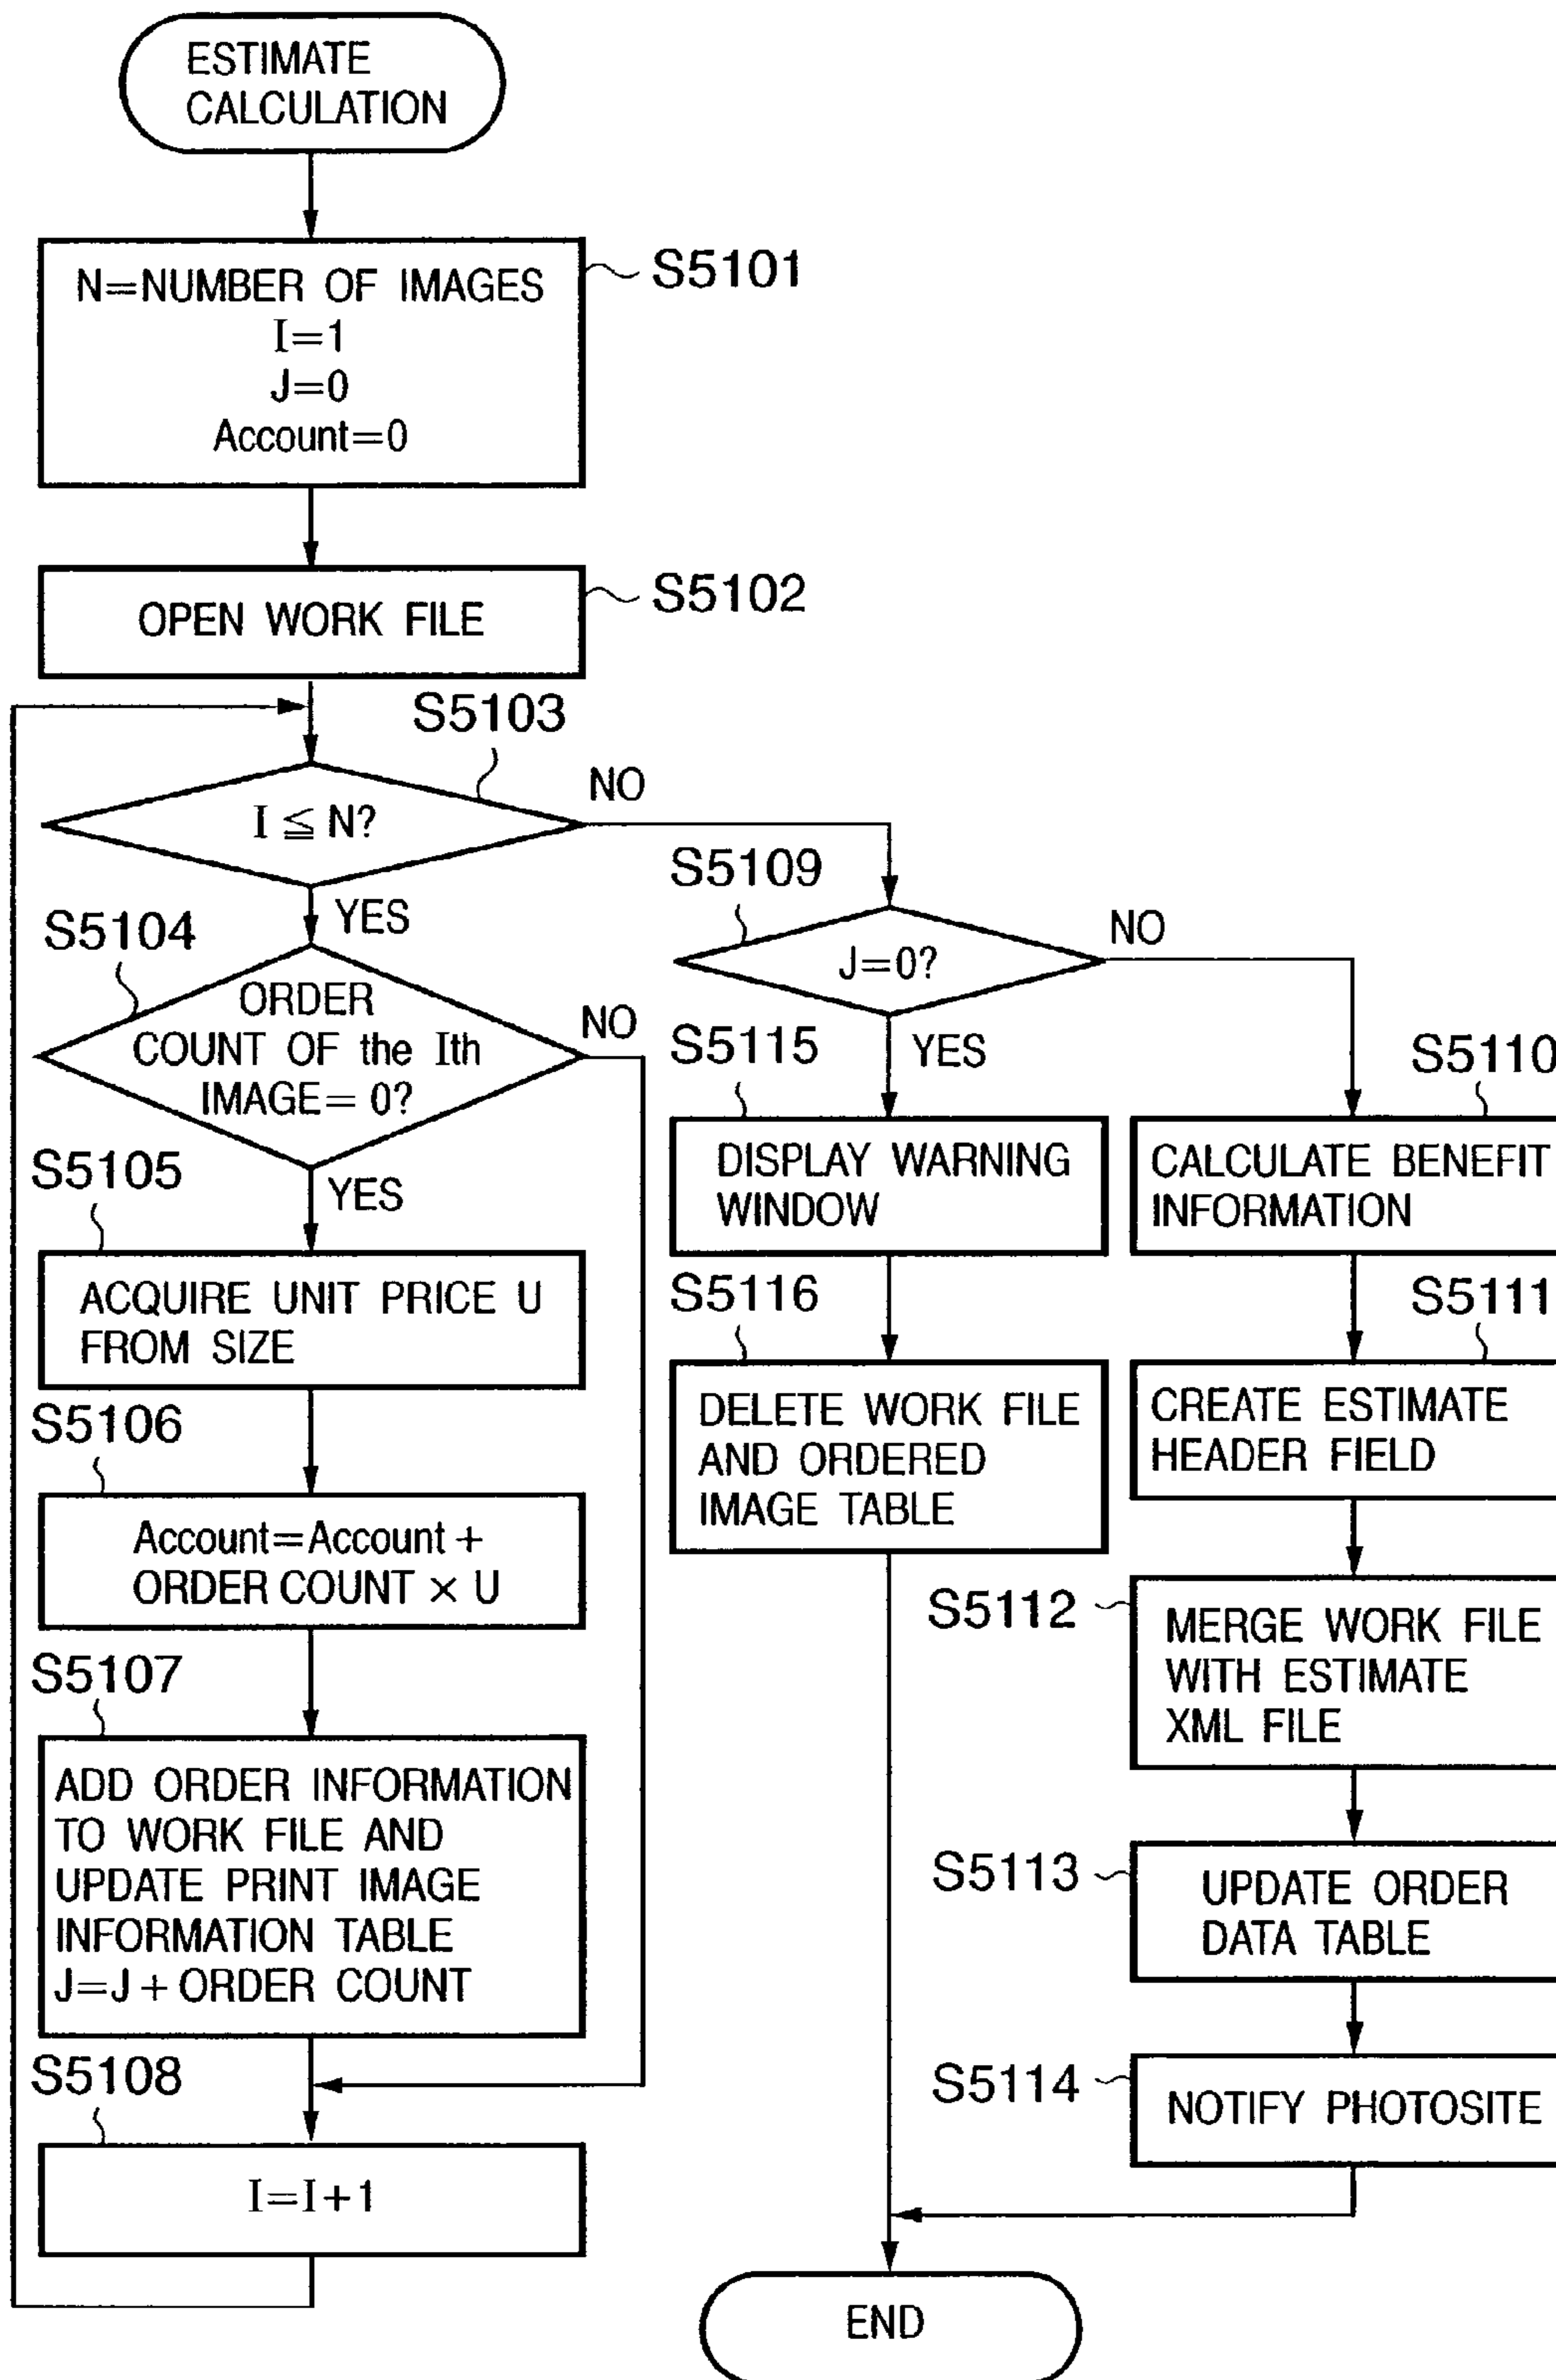 ESTIMATE
CALCULATION
N=NUMBER OF IMAGES
I=1
J=0
Account=0
S5101
OPEN WORK FILE
S5102
S5103
I ≦ N?
NO
YES
S5104
ORDER
COUNT OF the Ith
IMAGE= 0?
NO
YES
S5105
ACQUIRE UNIT PRICE U
FROM SIZE
S5106
Account=Account +
ORDER COUNT × U
S5107
ADD ORDER INFORMATION
TO WORK FILE AND
UPDATE PRINT IMAGE
INFORMATION TABLE
J=J + ORDER COUNT
S5108
I=I+1
S5109
J=0?
NO
YES
S5115
DISPLAY WARNING
WINDOW
S5116
DELETE WORK FILE
AND ORDERED
IMAGE TABLE
S5110
CALCULATE BENEFIT
INFORMATION
S5111
CREATE ESTIMATE
HEADER FIELD
S5112
MERGE WORK FILE
WITH ESTIMATE
XML FILE
S5113
UPDATE ORDER
DATA TABLE
S5114
NOTIFY PHOTOSITE
END